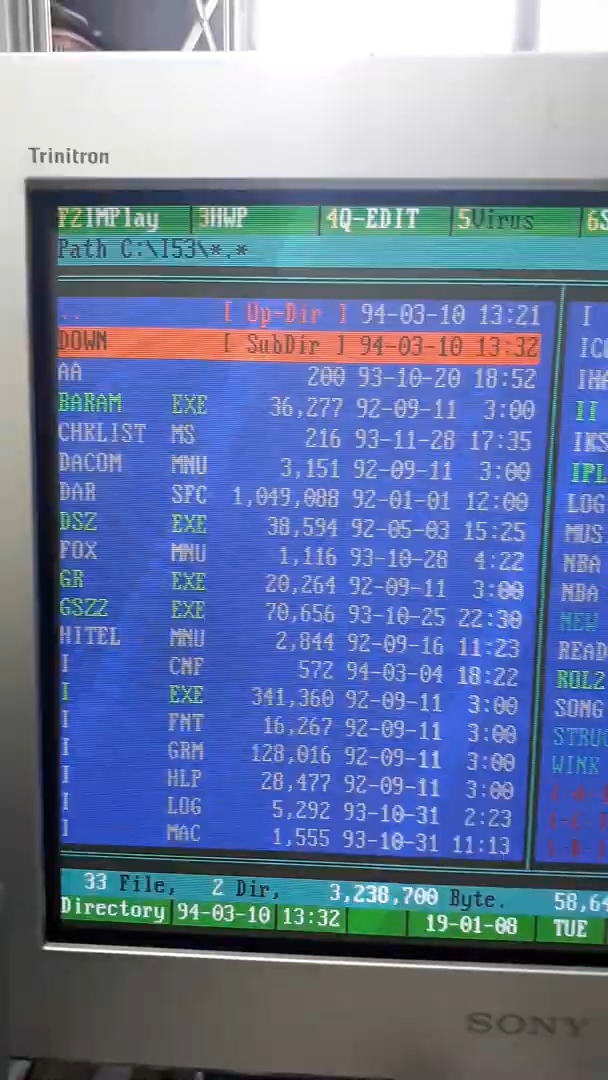 Trinitron
F2IMPlay 3HWP 4Q-EDIT 5Virus 6S
Path C:\I53\*.*
.. [ Up-Dir ] 94-03-10 13:21 I
DOWN [ SubDir ] 94-03-10 13:32 ICO
AA 200 93-10-20 18:52 IHA
BARAM EXE 36,277 92-09-11 3:00 II
CHKLIST MS 216 93-11-28 17:35 IKS
DACOM MNU 3,151 92-09-11 3:00 IPL
DAR SFC 1,049,088 92-01-01 12:00 LOG
DSZ EXE 38,594 92-05-03 15:25 MUS
FOX MNU 1,116 93-10-28 4:22 NBA
GR EXE 20,264 92-09-11 3:00 NBA
GSZ2 EXE 70,656 93-10-25 22:30 NEW
HITEL MNU 2,844 92-09-16 11:23 READ
I CNF 572 94-03-04 18:22 ROLZ
I EXE 341,360 92-09-11 3:00 SONG
I FNT 16,267 92-09-11 3:00 STRUC
I GRM 128,016 92-09-11 3:00 WINK
I HLP 28,477 92-09-11 3:00
I LOG 5,292 93-10-31 2:23
I MAC 1,555 93-10-31 11:13
33 File, 2 Dir, 3,238,700 Byte. 58,64
Directory 94-03-10 13:32 19-01-08 TUE
SONY